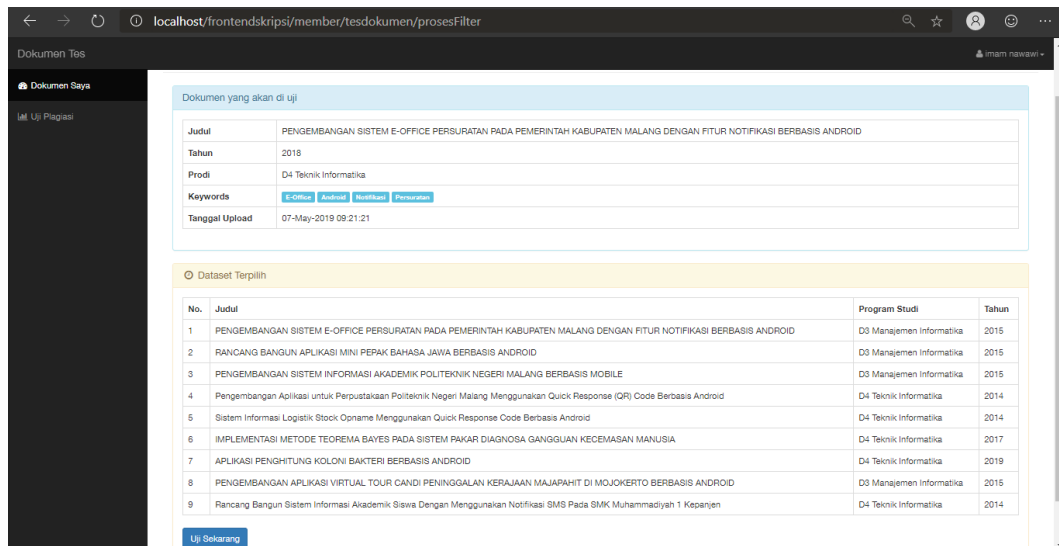 localhost/frontendskripsi/member/tesdokumen/prosesFilter
Dokumen Tes
imam nawawi
Dokumen Saya
Uji Plagiasi
Dokumen yang akan di uji
Judul PENGEMBANGAN SISTEM E-OFFICE PERSURATAN PADA PEMERINTAH KABUPATEN MALANG DENGAN FITUR NOTIFIKASI BERBASIS ANDROID
Tahun 2018
Prodi D4 Teknik Informatika
Keywords E-Office Android Notifikasi Persuratan
Tanggal Upload 07-May-2019 09:21:21
Dataset Terpilih
No. Judul Program Studi Tahun
1 PENGEMBANGAN SISTEM E-OFFICE PERSURATAN PADA PEMERINTAH KABUPATEN MALANG DENGAN FITUR NOTIFIKASI BERBASIS ANDROID D3 Manajemen Informatika 2015
2 RANCANG BANGUN APLIKASI MINI PEPAK BAHASA JAWA BERBASIS ANDROID D3 Manajemen Informatika 2015
3 PENGEMBANGAN SISTEM INFORMASI AKADEMIK POLITEKNIK NEGERI MALANG BERBASIS MOBILE D3 Manajemen Informatika 2015
4 Pengembangan Aplikasi untuk Perpustakaan Politeknik Negeri Malang Menggunakan Quick Response (QR) Code Berbasis Android D4 Teknik Informatika 2014
5 Sistem Informasi Logistik Stock Opname Menggunakan Quick Response Code Berbasis Android D4 Teknik Informatika 2014
6 IMPLEMENTASI METODE TEOREMA BAYES PADA SISTEM PAKAR DIAGNOSA GANGGUAN KECEMASAN MANUSIA D4 Teknik Informatika 2017
7 APLIKASI PENGHITUNG KOLONI BAKTERI BERBASIS ANDROID D4 Teknik Informatika 2019
8 PENGEMBANGAN APLIKASI VIRTUAL TOUR CANDI PENINGGALAN KERAJAAN MAJAPAHIT DI MOJOKERTO BERBASIS ANDROID D3 Manajemen Informatika 2015
9 Rancang Bangun Sistem Informasi Akademik Siswa Dengan Menggunakan Notifikasi SMS Pada SMK Muhammadiyah 1 Kepanjen D4 Teknik Informatika 2014
Uji Sekarang